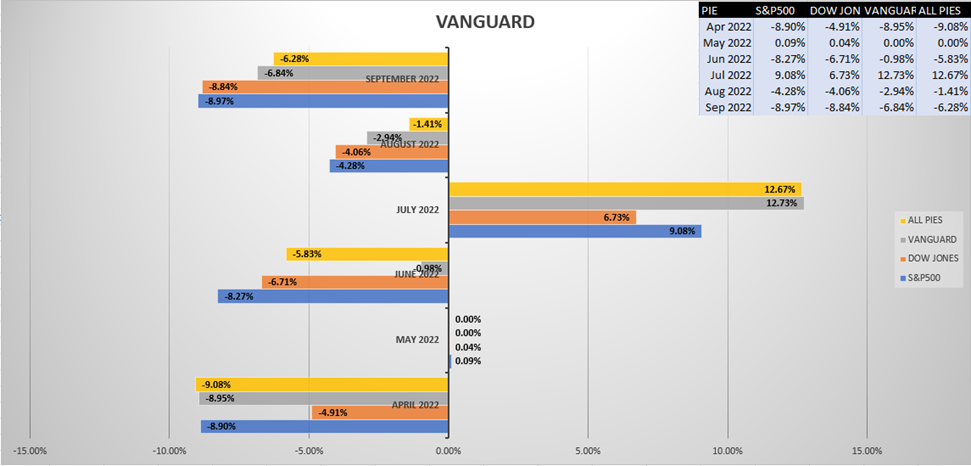 VANGUARD
PIE S&P500 DOW JON VANGUAR ALL PIES
Apr 2022 -8.90% -4.91% -8.95% -9.08%
May 2022 0.09% 0.04% 0.00% 0.00%
Jun 2022 -8.27% -6.71% -0.98% -5.83%
Jul 2022 9.08% 6.73% 12.73% 12.67%
Aug 2022 -4.28% -4.06% -2.94% -1.41%
Sep 2022 -8.97% -8.84% -6.84% -6.28%
-6.28%
-6.84%
SEPTEMBER 2022
-8.84%
-8.97%
-1.41%
-2.94%
AUGUST 2022
-4.06%
-4.28%
12.67%
12.73%
JULY 2022
6.73%
9.08%
-5.83%
-0.98%
JUNE 2022
-6.71%
-8.27%
0.00%
0.00%
MAY 2022
0.04%
0.09%
-9.08%
-8.95%
APRIL 2022
-4.91%
-8.90%
ALL PIES
VANGUARD
DOW JONES
S&P500
-15.00% -10.00% -5.00% 0.00% 5.00% 10.00% 15.00%